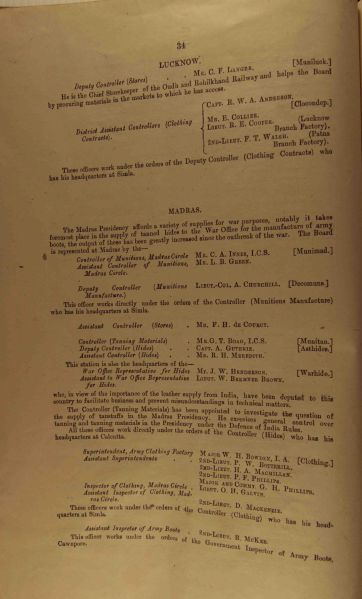 34
LUCKNOW.
Deputy Controller (Stores) . . MR. C. F. LANGER. [Muniluck.]
He is the Chief Storekeeper of the Oudh and Rohilkhand Railway and helps the Board
by procuring materials in the markets to which he has access.
CAPT. R. W. A. ANDERSON. [Clocondep.]
District Assistant Controllers (Clothing
Contracts).
MR. E. COLLIER.
LIEUT. R. E. COOPER. (Lucknow
Branch Factory).
2ND-LIEUT. F. T. WALSH. (Patna
Branch Factory).
These officers work under the orders of the Deputy Controller (Clothing Contracts) who
has his headquarters at Simla.
MADRAS.
The Madras Presidency affords a variety of supplies for war purposes, notably it takes
foremost place in the supply of tanned hides to the War Office for the manufacture of army
boots, the output of these has been greatly increased since the outbreak of the war. The Board
is represented at Madras by the—
Controller of Munitions, Madras Circle MR. C. A. INNES, I.C.S. [Munimad.]
Assistant Controller of Munitions, MR. L. B. GREEN.
Madras Circle.
Deputy Controller (Munitions LIEUT.-COL. A. CHURCHILL. [Decomune.]
Manufacture.)
This officer works directly under the orders of the Controller (Munitions Manufacture)
who has his headquarters at Simla.
Assistant Controller (Stores) . MR. F. H. de
Controller (Tanning Materials) . MR. G. T. BOAG, I.C.S. [Munitan.]
Deputy Controller (Hides) . . CAPT. A. GUTHRIE. [Asthides.]
Assistant Controller (Hides) . . MR. R. H. MEREDITH.
This station is also the headquarters of the—
War Office Representative for Hides MR. J. W. HENDERSON. [Warhide.]
Assistant to War Office Representative LIEUT. W. BREMNER BROWN.
for Hides.
who, in view of the importance of the leather supply from India, have been deputed to this
country to facilitate business and prevent misunderstandings in technical matters.
The Controller (Tanning Materials) has been appointed to investigate the question of
the supply of tanstuffs in the Madras Presidency. He exercises general control over
tanning and tanning materials in the Presidency under the Defence of India Rules.
All these officers work directly under the orders of the Controller (Hides) who has his
headquarters at Calcutta.
Superintendent, Army Clothing Factory MAJOR W. H. BOWDEN, I. A. [Clothing.]
Assistant Superintendents . . 2ND-LIEUT. P. W. BOTTERILL.
2ND-LIEUT. H. A. MACMILLAN.
2ND-LIEUT. P. F. PHILLIPS.
Inspector of Clothing, Madras Circle . MAJOR AND COMMY. G. H. PHILLIPS.
Assistant Inspector of Clothing, Mad- LIEUT. O. H. GALVIN.
ras Circle.
2ND-LIEUT. D. MACKENZIE.
These officers work under the orders of the Controller (Clothing) who has his head-
quarters at Simla.
Assistant Inspector of Army Boots . 2ND-LIEUT. B. MCKEE.
This officer works under the orders of the Government Inspector of Army Boots,
Cawnpore.